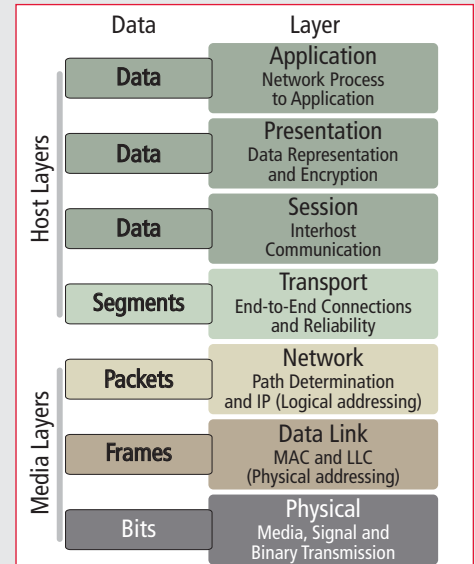 Data Layer
Host Layers
Data
Application
Network Process
to Application
Data
Presentation
Data Representation
and Encryption
Data
Session
Interhost
Communication
Segments
Transport
End-to-End Connections
and Reliability
Media Layers
Packets
Network
Path Determination
and IP (Logical addressing)
Frames
Data Link
MAC and LLC
(Physical addressing)
Bits
Physical
Media, Signal and
Binary Transmission